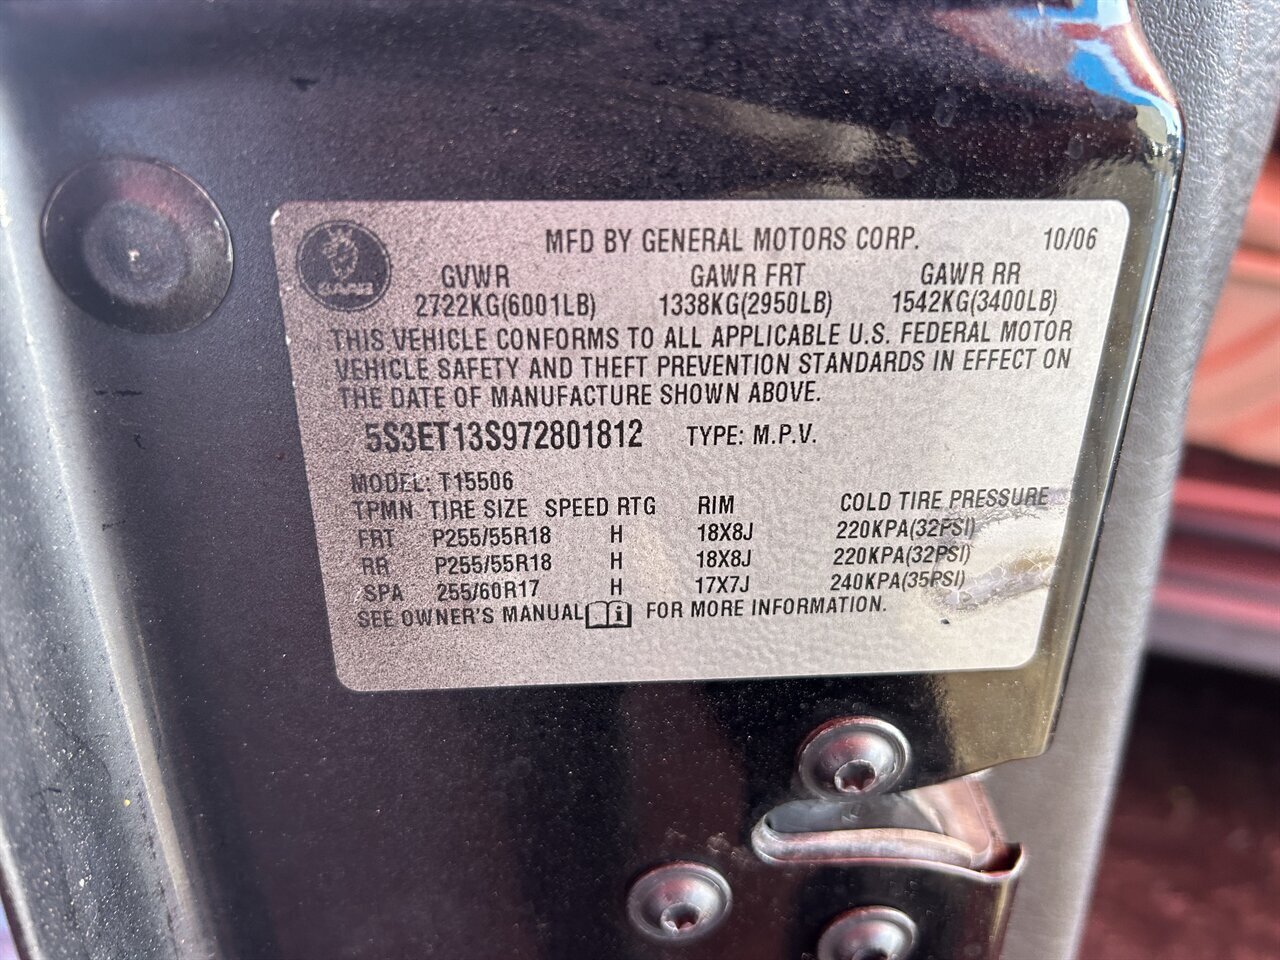 SAAB
MFD BY GENERAL MOTORS CORP. 10/06
GVWR GAWR FRT GAWR RR
2722KG(6001LB) 1338KG(2950LB) 1542KG(3400LB)
THIS VEHICLE CONFORMS TO ALL APPLICABLE U.S. FEDERAL MOTOR
VEHICLE SAFETY AND THEFT PREVENTION STANDARDS IN EFFECT ON
THE DATE OF MANUFACTURE SHOWN ABOVE.
5S3ET13S972801812 TYPE: M.P.V.
MODEL: T15506
TPMN TIRE SIZE SPEED RTG RIM COLD TIRE PRESSURE
FRT P255/55R18 H 18X8J 220KPA(32PSI)
RR P255/55R18 H 18X8J 220KPA(32PSI)
SPA 255/60R17 H 17X7J 240KPA(35PSI)
SEE OWNER'S MANUAL i FOR MORE INFORMATION.